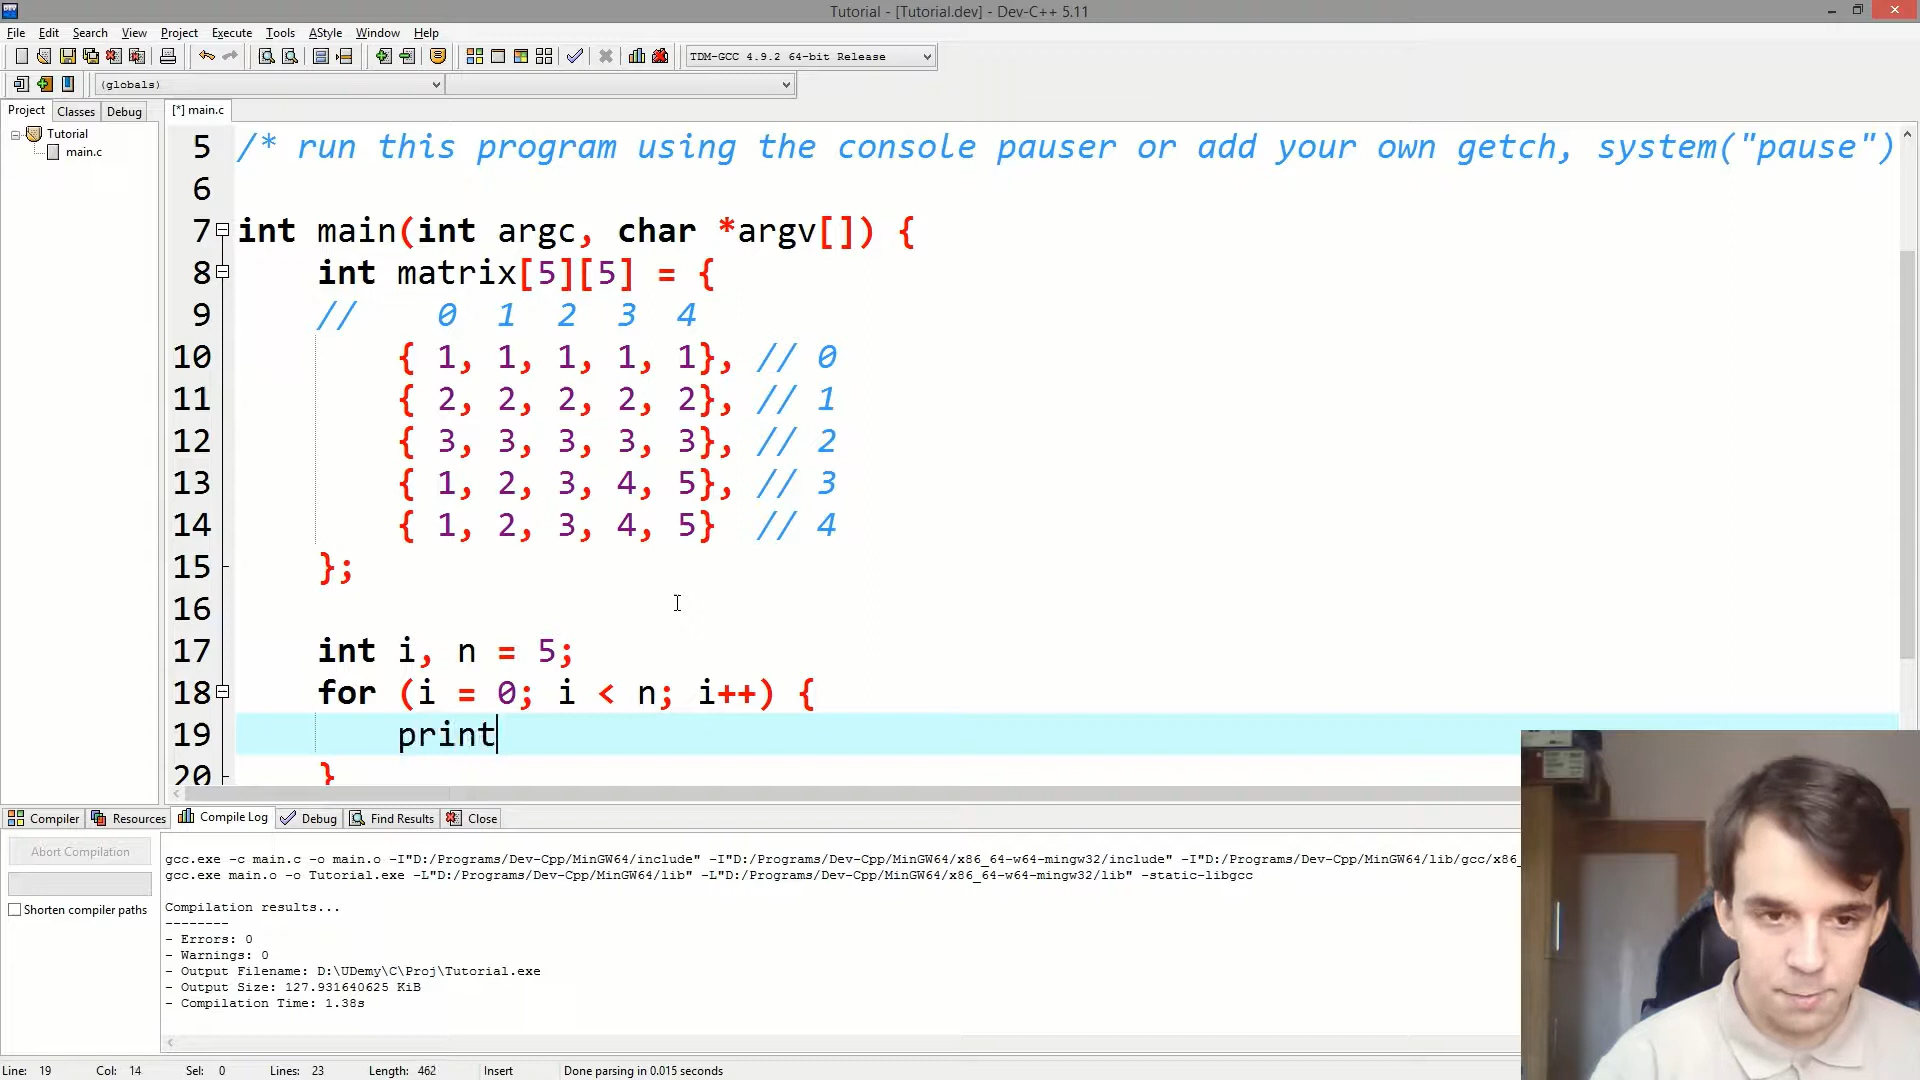 Tutorial - [Tutorial.dev] - Dev-C++ 5.11
File Edit Search View Project Execute Tools AStyle Window Help
TDM-GCC 4.9.2 64-bit Release
(globals)
Project Classes Debug [*] main.c
Tutorial
main.c
5 /* run this program using the console pauser or add your own getch, system("pause")
6
7 int main(int argc, char *argv[]) {
8 int matrix[5][5] = {
9 // 0 1 2 3 4
10 { 1, 1, 1, 1, 1}, // 0
11 { 2, 2, 2, 2, 2}, // 1
12 { 3, 3, 3, 3, 3}, // 2
13 { 1, 2, 3, 4, 5}, // 3
14 { 1, 2, 3, 4, 5} // 4
15 };
16
17 int i, n = 5;
18 for (i = 0; i < n; i++) {
19 print
20 }
Compiler Resources Compile Log Debug Find Results Close
Abort Compilation
Shorten compiler paths
gcc.exe -c main.c -o main.o -I"D:/Programs/Dev-Cpp/MinGW64/include" -I"D:/Programs/Dev-Cpp/MinGW64/x86_64-w64-mingw32/include" -I"D:/Programs/Dev-Cpp/MinGW64/lib/gcc/x86_
gcc.exe main.o -o Tutorial.exe -L"D:/Programs/Dev-Cpp/MinGW64/lib" -L"D:/Programs/Dev-Cpp/MinGW64/x86_64-w64-mingw32/lib" -static-libgcc
Compilation results...
--------
- Errors: 0
- Warnings: 0
- Output Filename: D:\UDemy\C\Proj\Tutorial.exe
- Output Size: 127.931640625 KiB
- Compilation Time: 1.38s
Line: 19 Col: 14 Sel: 0 Lines: 23 Length: 462 Insert Done parsing in 0.015 seconds